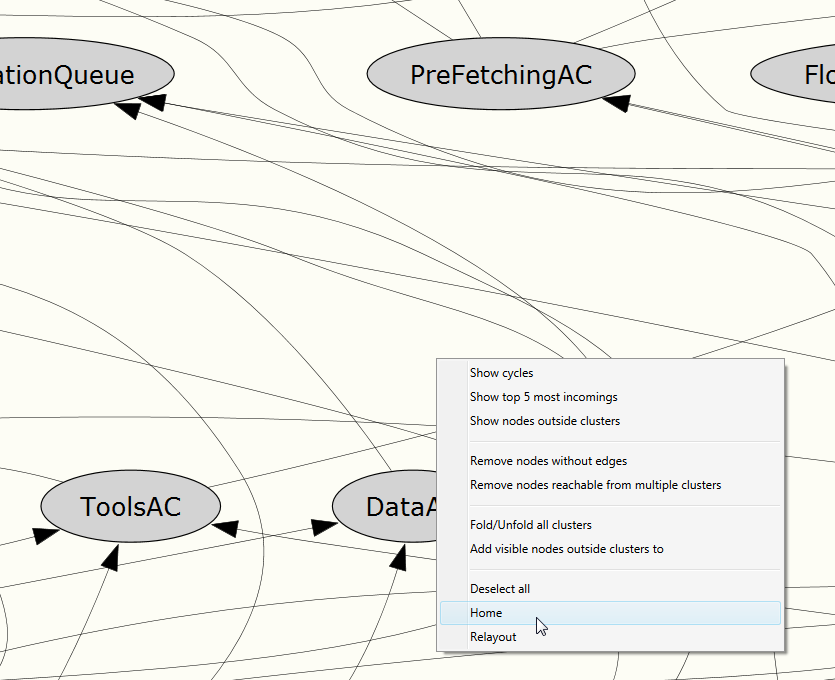 ationQueue
PreFetchingAC
Flo
Show cycles
Show top 5 most incomings
Show nodes outside clusters
Remove nodes without edges
Remove nodes reachable from multiple clusters
ToolsAC
DataA
Fold/Unfold all clusters
Add visible nodes outside clusters to
Deselect all
Home
Relayout